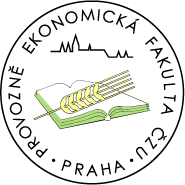 PROVOZNĚ EKONOMICKÁ FAKULTA ČZU
· PRAHA ·